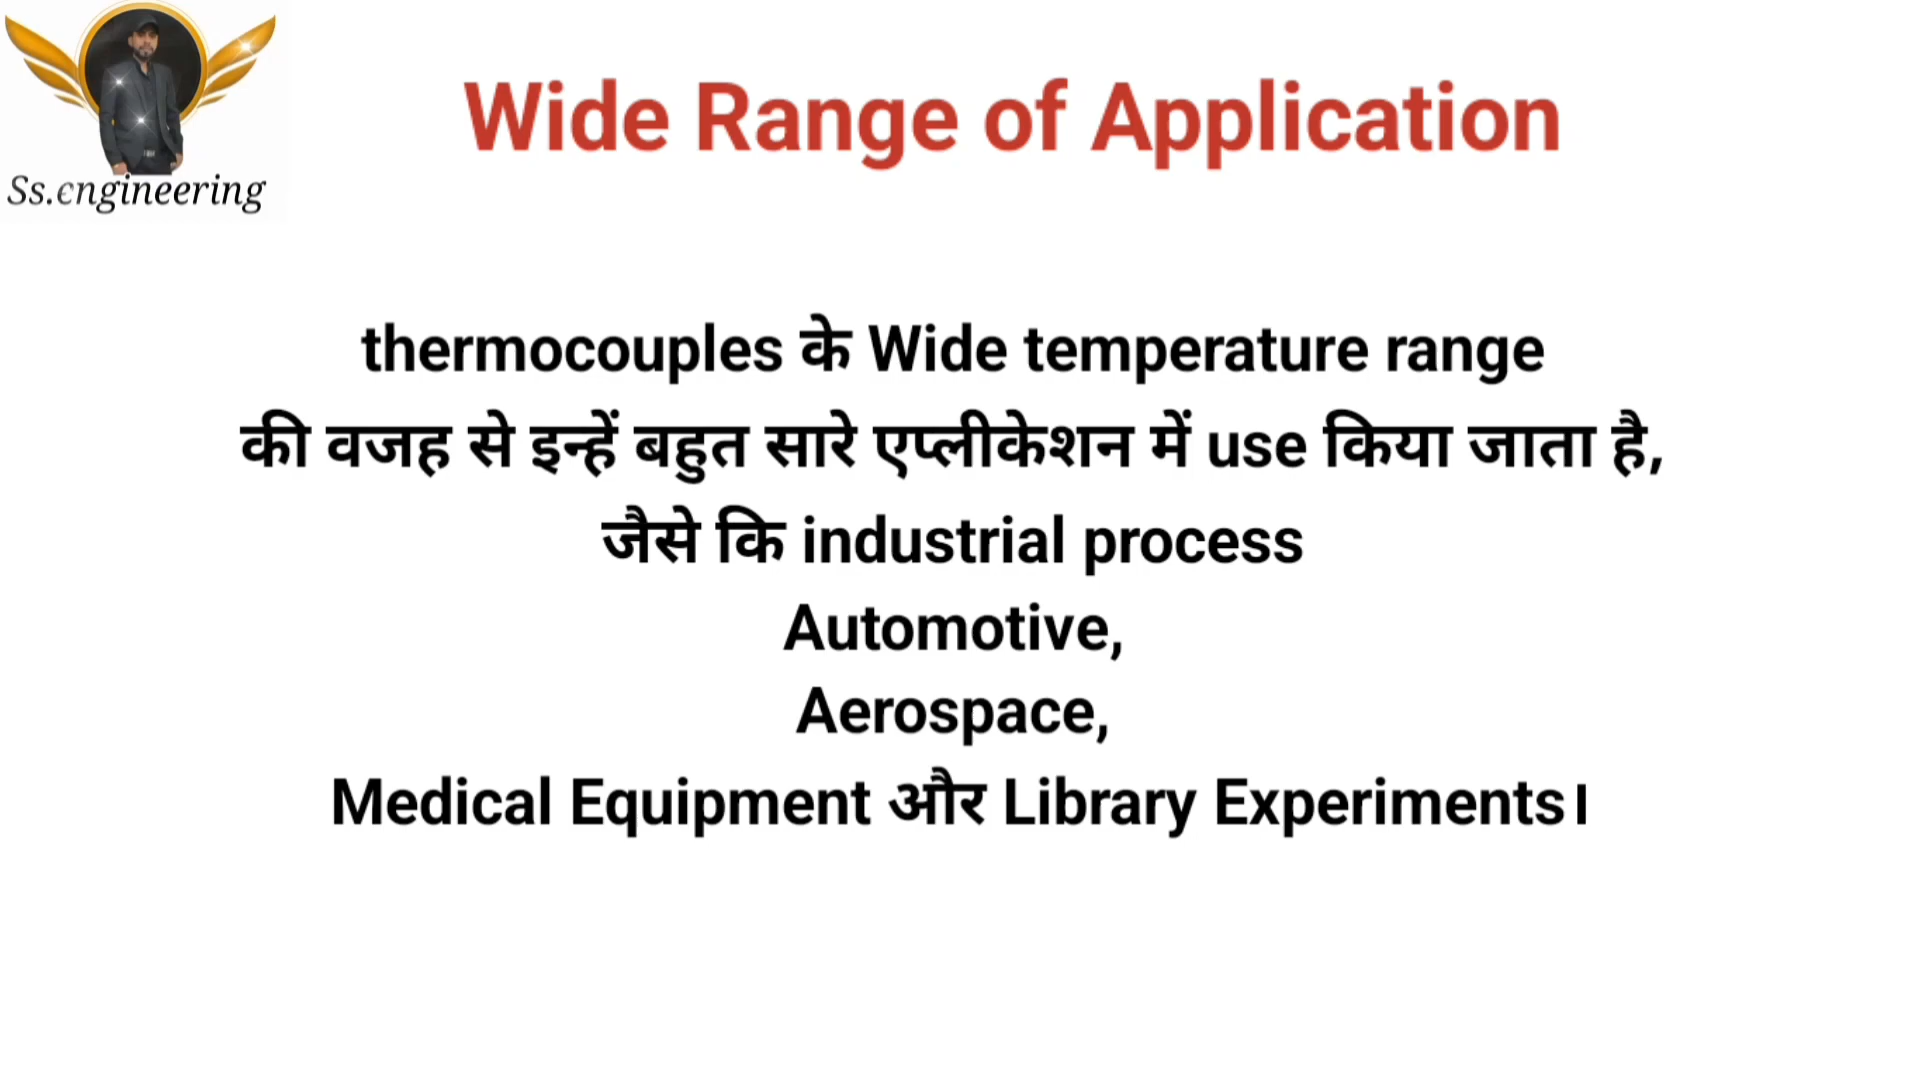 Ss.engineering
Wide Range of Application
thermocouples के Wide temperature range
की वजह से इन्हें बहुत सारे एप्लीकेशन में use किया जाता है,
जैसे कि industrial process
Automotive,
Aerospace,
Medical Equipment और Library Experiments।